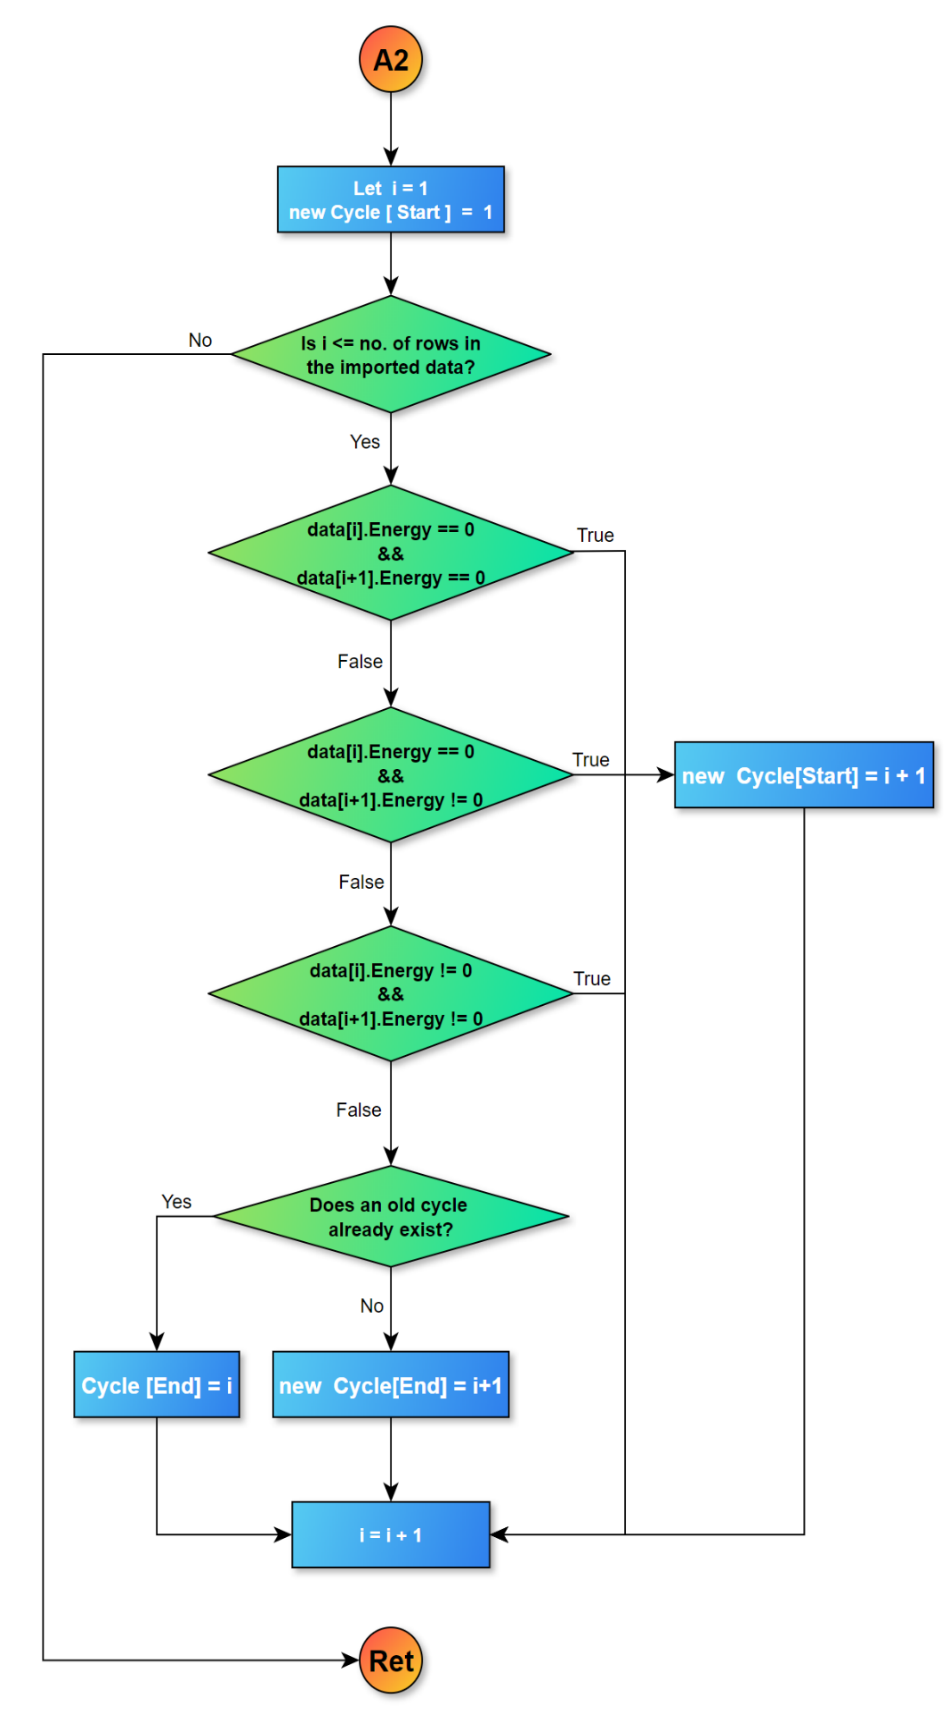 A2
Let i = 1
new Cycle [ Start ] = 1
No
Is i <= no. of rows in
the imported data?
Yes
data[i].Energy == 0
&&
data[i+1].Energy == 0
True
False
data[i].Energy == 0
&&
data[i+1].Energy != 0
True
new Cycle[Start] = i + 1
False
data[i].Energy != 0
&&
data[i+1].Energy != 0
True
False
Yes
Does an old cycle
already exist?
No
Cycle [End] = i
new Cycle[End] = i+1
i = i + 1
Ret